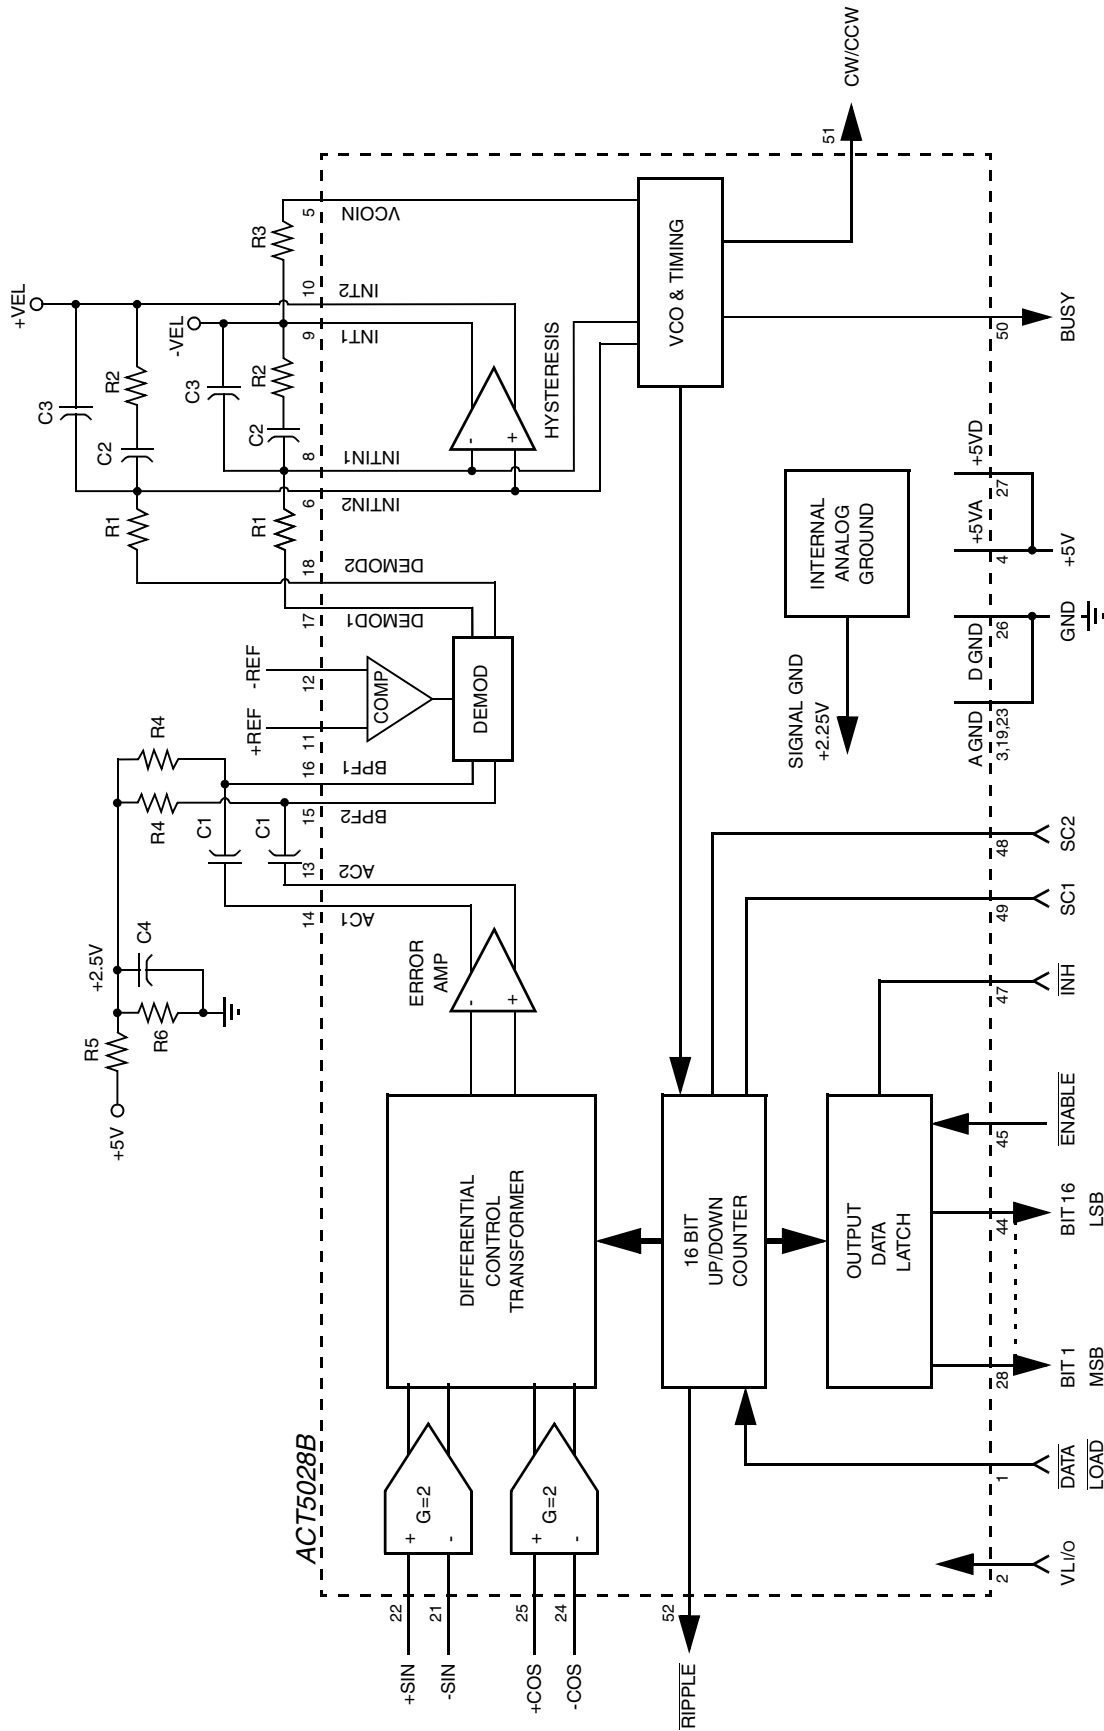 ACT5028B
+5V
R5
R6
+2.5V
C4
R4
R4
C1
C1
+REF
-REF
R1
R1
C3
C2
R2
+VEL
-VEL
C3
C2
R2
R3
14
13
15
16
11
12
17
18
6
8
9
10
5
AC1
AC2
BPF2
BPF1
DEMOD1
DEMOD2
INTIN2
INTIN1
INT1
INT2
VCOIN
+SIN
22
-SIN
21
+COS
25
-COS
24
+
G=2
-
+
G=2
-
DIFFERENTIAL
CONTROL
TRANSFORMER
ERROR
AMP
-
+
COMP
DEMOD
-
+
HYSTERESIS
VCO & TIMING
51
CW/CCW
RIPPLE
52
16 BIT
UP/DOWN
COUNTER
OUTPUT
DATA
LATCH
SIGNAL GND
+2.25V
INTERNAL
ANALOG
GROUND
2
VLI/O
1
DATA
LOAD
28
BIT 1
MSB
44
BIT 16
LSB
45
ENABLE
47
INH
49
SC1
48
SC2
A GND
3,19,23
D GND
26
GND
+5VA
4
+5V
+5VD
27
50
BUSY